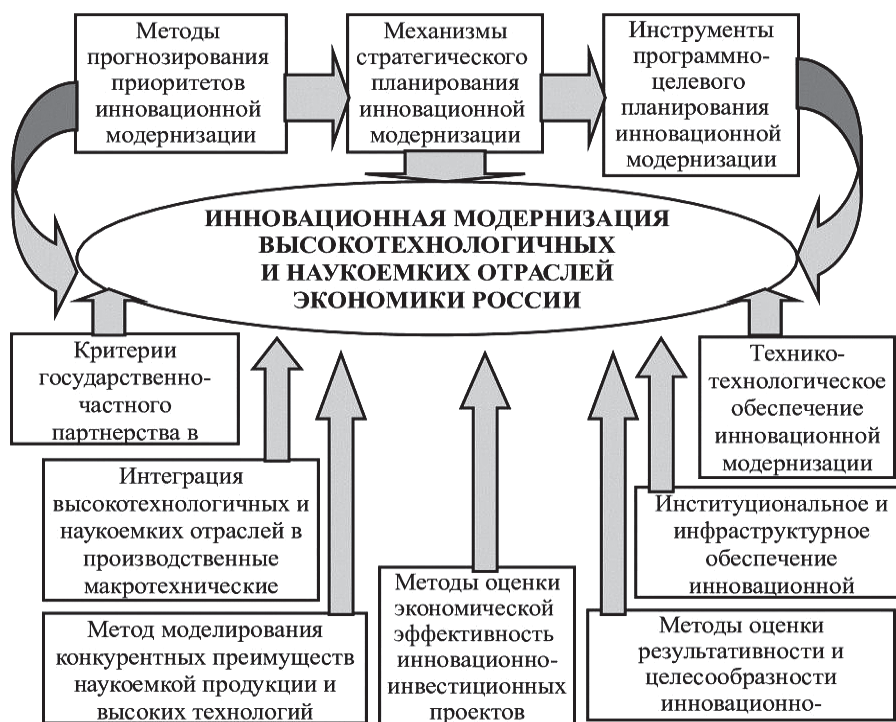 Методы
прогнозирования
приоритетов
инновационной
модернизации
Механизмы
стратегического
планирования
инновационной
модернизации
Инструменты
программно-
целевого
планирования
инновационной
модернизации
ИННОВАЦИОННАЯ МОДЕРНИЗАЦИЯ
ВЫСОКОТЕХНОЛОГИЧНЫХ
И НАУКОЕМКИХ ОТРАСЛЕЙ
ЭКОНОМИКИ РОССИИ
Критерии
государственно-
частного
партнерства в
Технико-
технологическое
обеспечение
инновационной
модернизации
Интеграция
высокотехнологичных и
наукоемких отраслей в
производственные
макротехнические
Институциональное и
инфраструктурное
обеспечение
инновационной
Метод моделирования
конкурентных преимуществ
наукоемкой продукции и
высоких технологий
Методы оценки
экономической
эффективность
инновационно-
инвестиционных
проектов
Методы оценки
результативности и
целесообразности
инновационно-